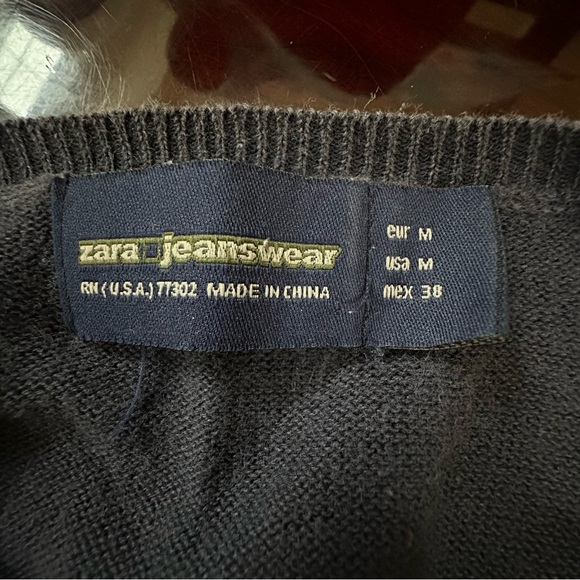 zara jeanswear
RN (U.S.A.) 77302 MADE IN CHINA
eur M
usa M
mex 38